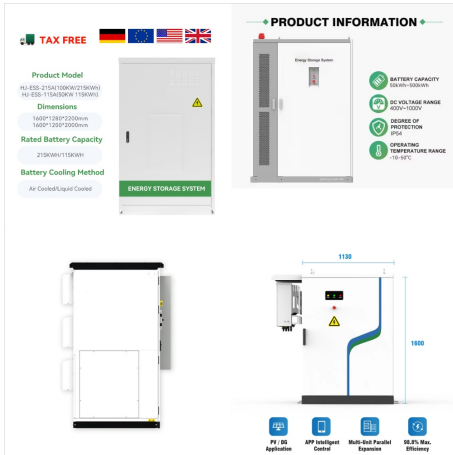 TAX FREE
Product Model
HJ-ESS-215A(100KW/215KWh)
HJ-ESS-115A(50KW 115KWh)
Dimensions
1600*1280*2200mm
1600*1200*2000mm
Rated Battery Capacity
215KWH/115KWH
Battery Cooling Method
Air Cooled/Liquid Cooled
ENERGY STORAGE SYSTEM
PRODUCT INFORMATION
Energy Storage System
BATTERY CAPACITY
50kWh~500kWh
DC VOLTAGE RANGE
400V~1000V
DEGREE OF
PROTECTION
IP54
OPERATING
TEMPERATURE RANGE
-10-50°C
1130
1600
PV / DG
Application
APP Intelligent
Control
Multi-Unit Parallel
Expansion
98.8% Max.
Efficiency